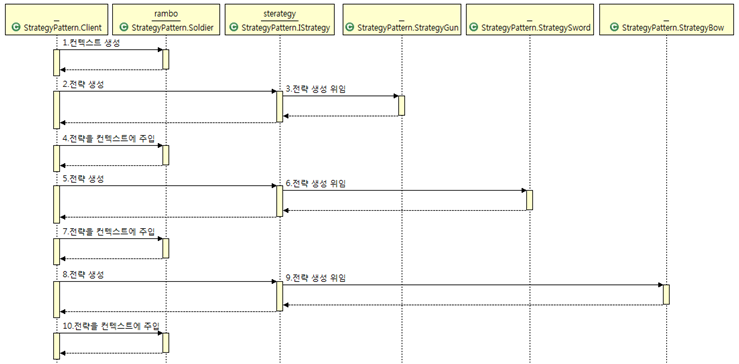 rambo
sterategy
StrategyPattern.Client
StrategyPattern.Soldier
StrategyPattern.IStrategy
StrategyPattern.StrategyGun
StrategyPattern.StrategySword
StrategyPattern.StrategyBow
1.컨텍스트 생성
2.전략 생성
3.전략 생성 위임
4.전략을 컨텍스트에 주입
5.전략 생성
6.전략 생성 위임
7.전략을 컨텍스트에 주입
8.전략 생성
9.전략 생성 위임
10.전략을 컨텍스트에 주입